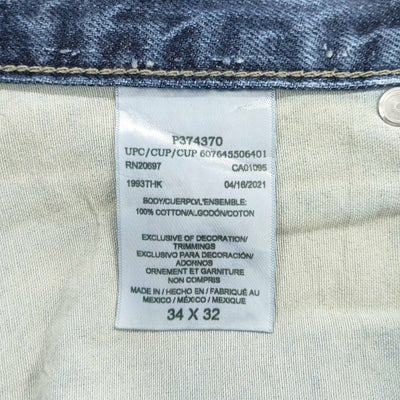 P374370
UPC/CUP/CUP 607645506401
RN20697 CA01095
1993THK 04/16/2021
BODY/CUERPO/L'ENSEMBLE:
100% COTTON/ALGODÓN/COTON
EXCLUSIVE OF DECORATION/
TRIMMINGS
EXCLUSIVO PARA DECORACIÓN/
ADORNOS
ORNEMENT ET GARNITURE
NON COMPRIS
MADE IN / HECHO EN / FABRIQUE AU
MEXICO / MÉXICO / MEXIQUE
34 X 32